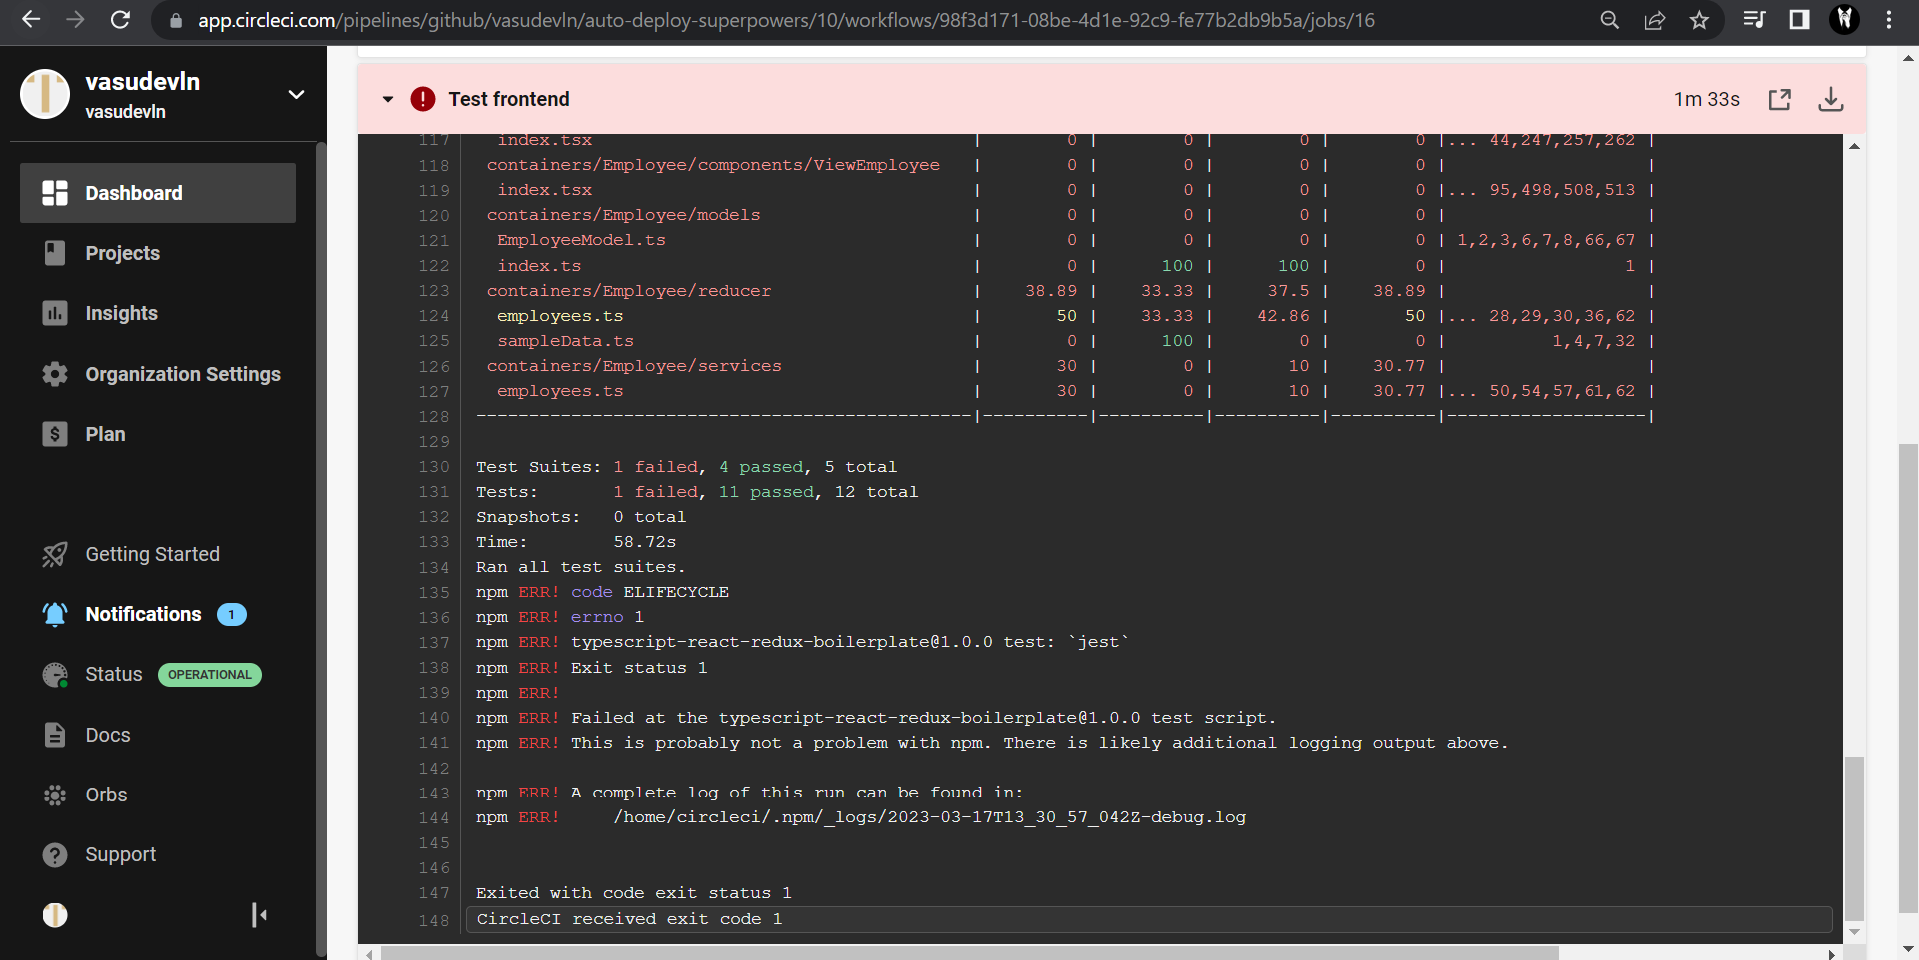 app.circleci.com/pipelines/github/vasudevln/auto-deploy-superpowers/10/workflows/98f3d171-08be-4d1e-92c9-fe77b2db9b5a/jobs/16
vasudevln
vasudevln
Dashboard
Projects
Insights
Organization Settings
Plan
$
Getting Started
Notifications 1
Status OPERATIONAL
Docs
Orbs
? Support
! Test frontend 1m 33s
117 index.tsx | 0 | 0 | 0 | 0 |... 44,247,257,262 |
118 containers/Employee/components/ViewEmployee | 0 | 0 | 0 | 0 | |
119 index.tsx | 0 | 0 | 0 | 0 |... 95,498,508,513 |
120 containers/Employee/models | 0 | 0 | 0 | 0 | |
121 EmployeeModel.ts | 0 | 0 | 0 | 0 | 1,2,3,6,7,8,66,67 |
122 index.ts | 0 | 100 | 100 | 0 | 1 |
123 containers/Employee/reducer | 38.89 | 33.33 | 37.5 | 38.89 | |
124 employees.ts | 50 | 33.33 | 42.86 | 50 |... 28,29,30,36,62 |
125 sampleData.ts | 0 | 100 | 0 | 0 | 1,4,7,32 |
126 containers/Employee/services | 30 | 0 | 10 | 30.77 | |
127 employees.ts | 30 | 0 | 10 | 30.77 |... 50,54,57,61,62 |
128 -----------------------------------------------|----------|----------|----------|----------|-------------------|
129
130 Test Suites: 1 failed, 4 passed, 5 total
131 Tests: 1 failed, 11 passed, 12 total
132 Snapshots: 0 total
133 Time: 58.72s
134 Ran all test suites.
135 npm ERR! code ELIFECYCLE
136 npm ERR! errno 1
137 npm ERR! typescript-react-redux-boilerplate@1.0.0 test: `jest`
138 npm ERR! Exit status 1
139 npm ERR!
140 npm ERR! Failed at the typescript-react-redux-boilerplate@1.0.0 test script.
141 npm ERR! This is probably not a problem with npm. There is likely additional logging output above.
142
143 npm ERR! A complete log of this run can be found in:
144 npm ERR! /home/circleci/.npm/_logs/2023-03-17T13_30_57_042Z-debug.log
145
146
147 Exited with code exit status 1
148 CircleCI received exit code 1